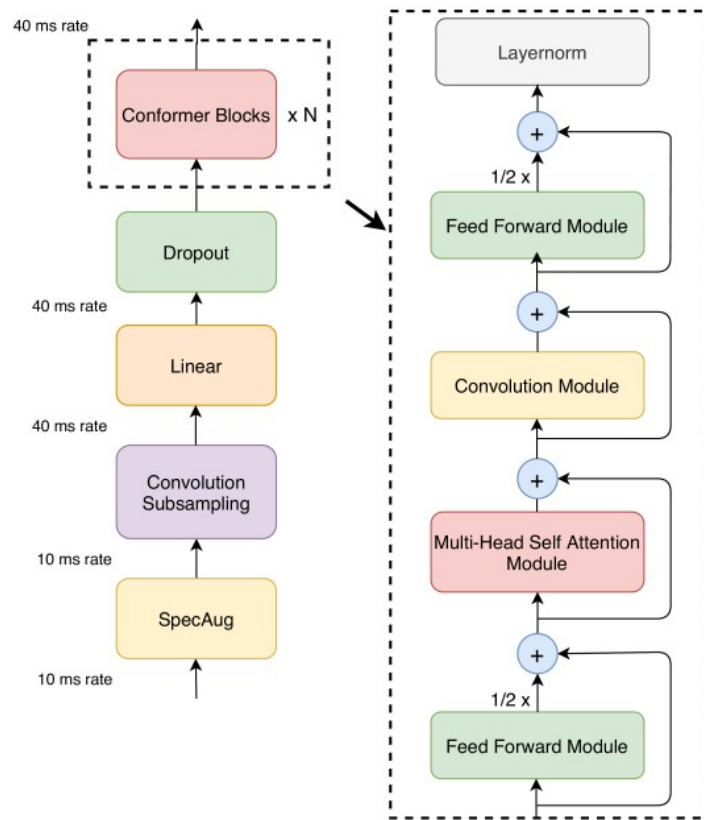 40 ms rate
Conformer Blocks
x N
Dropout
40 ms rate
Linear
40 ms rate
Convolution
Subsampling
10 ms rate
SpecAug
10 ms rate
Layernorm
+
1/2 x
Feed Forward Module
+
Convolution Module
+
Multi-Head Self Attention
Module
+
1/2 x
Feed Forward Module